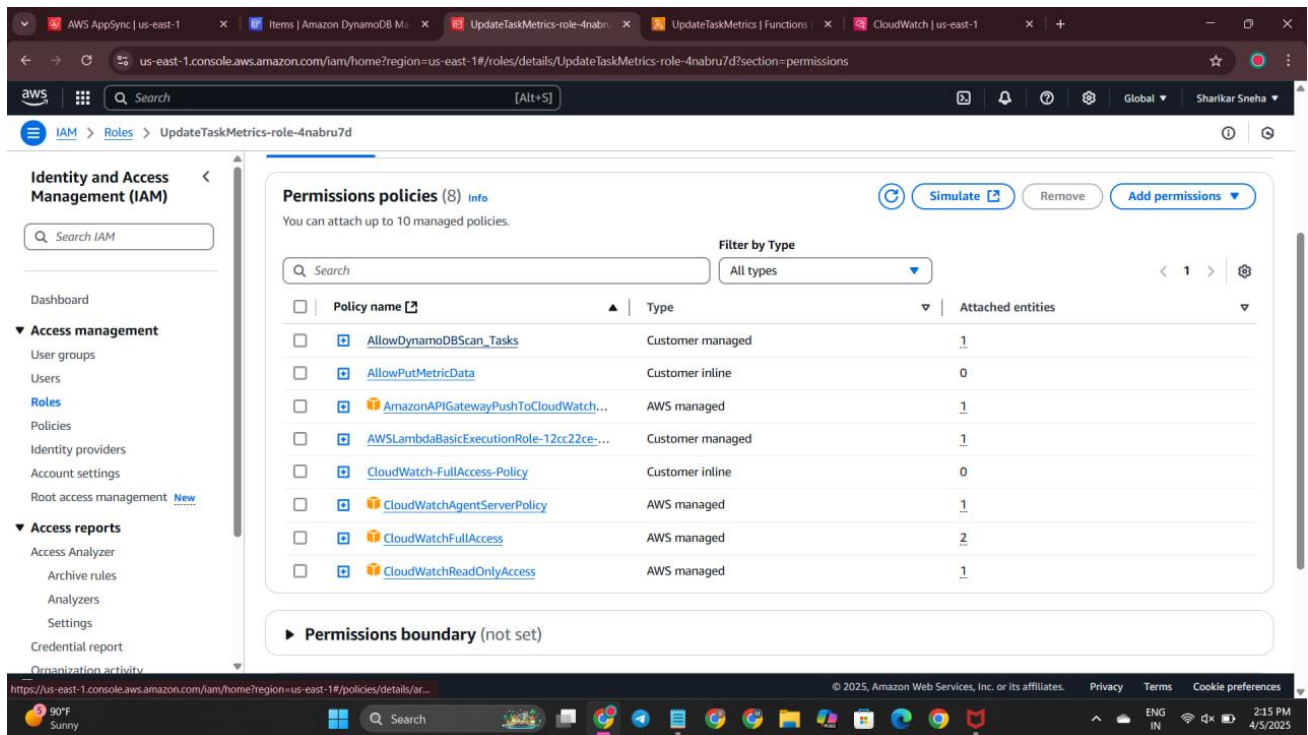 AWS AppSync | us-east-1
Items | Amazon DynamoDB Ma
UpdateTaskMetrics-role-4nabru
UpdateTaskMetrics | Functions
CloudWatch | us-east-1
us-east-1.console.aws.amazon.com/iam/home?region=us-east-1#/roles/details/UpdateTaskMetrics-role-4nabru7d?section=permissions
aws
Search [Alt+S]
Global
Sharikar Sneha
IAM > Roles > UpdateTaskMetrics-role-4nabru7d
Identity and Access
Management (IAM)
Search IAM
Dashboard
Access management
User groups
Users
Roles
Policies
Identity providers
Account settings
Root access management New
Access reports
Access Analyzer
Archive rules
Analyzers
Settings
Credential report
Organization activity
Permissions policies (8) Info
Simulate
Remove
Add permissions
You can attach up to 10 managed policies.
Filter by Type
Search
All types
1
Policy name Type Attached entities
AllowDynamoDBScan_Tasks Customer managed 1
AllowPutMetricData Customer inline 0
AmazonAPIGatewayPushToCloudWatch... AWS managed 1
AWSLambdaBasicExecutionRole-12cc22ce-... Customer managed 1
CloudWatch-FullAccess-Policy Customer inline 0
CloudWatchAgentServerPolicy AWS managed 1
CloudWatchFullAccess AWS managed 2
CloudWatchReadOnlyAccess AWS managed 1
Permissions boundary (not set)
https://us-east-1.console.aws.amazon.com/iam/home?region=us-east-1#/policies/details/ar...
© 2025, Amazon Web Services, Inc. or its affiliates. Privacy Terms Cookie preferences
5
90°F
Sunny
Search
ENG
IN
2:15 PM
4/5/2025